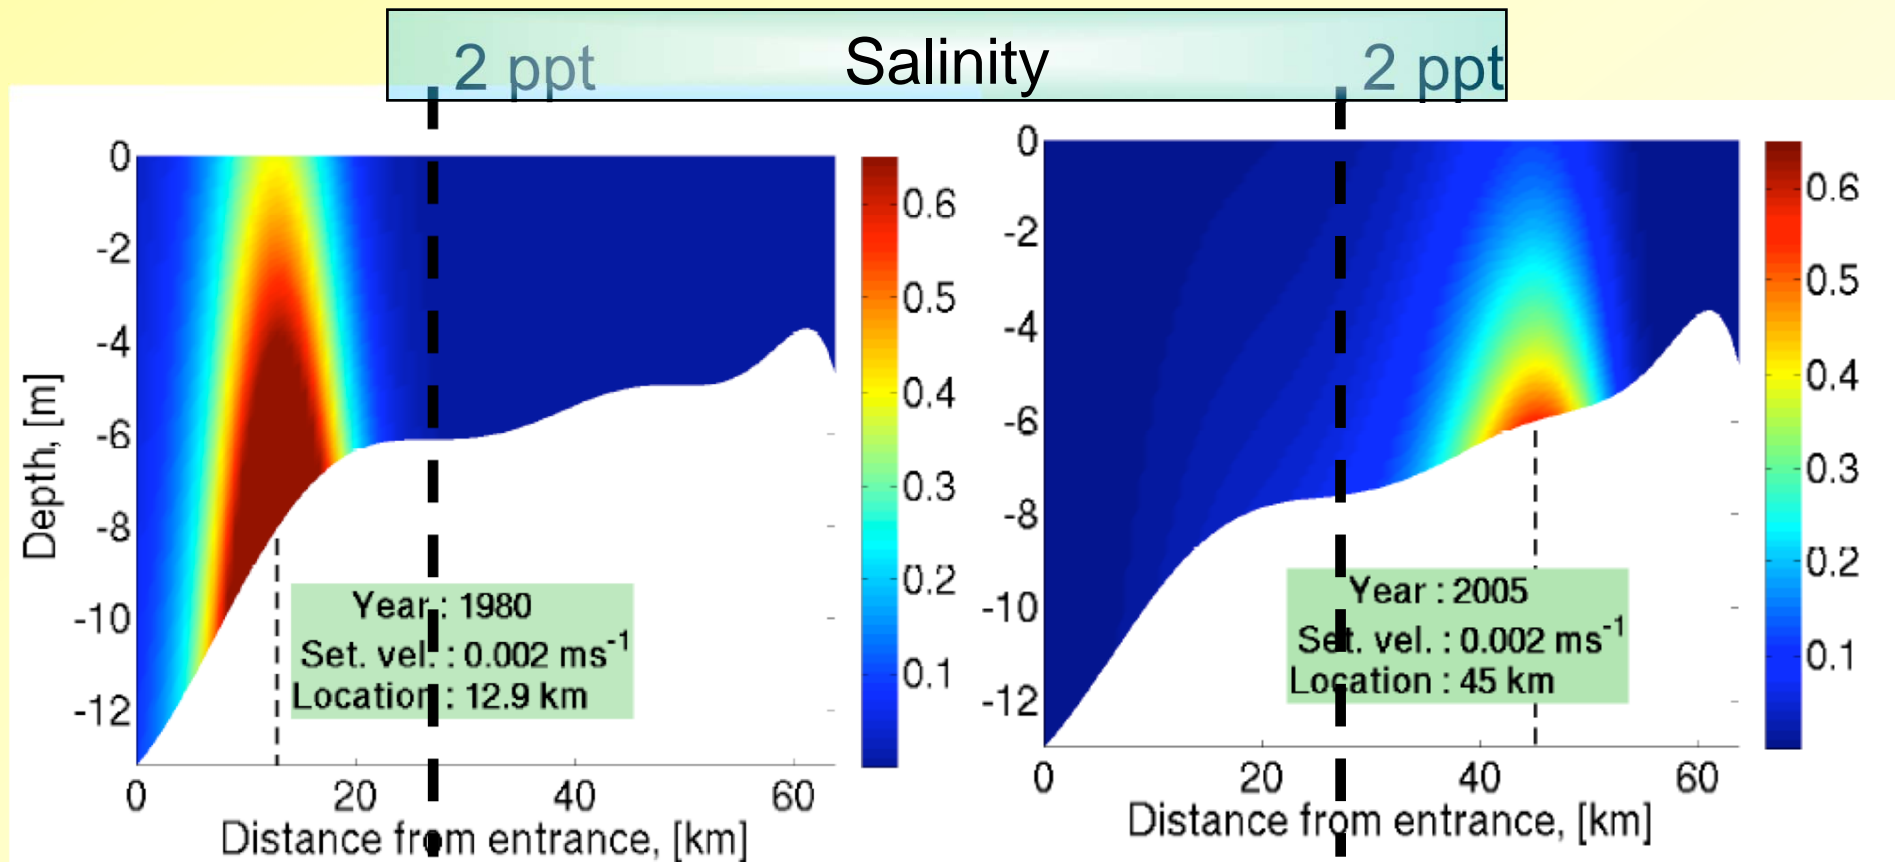 2 ppt
Salinity
2 ppt
0
-2
-4
-6
-8
-10
-12
Depth, [m]
0
20
40
60
Distance from entrance, [km]
0.6
0.5
0.4
0.3
0.2
0.1
Year : 1980
Set. vel. : 0.002 ms⁻¹
Location : 12.9 km
0
-2
-4
-6
-8
-10
-12
0
20
40
60
Distance from entrance, [km]
0.6
0.5
0.4
0.3
0.2
0.1
Year : 2005
Set. vel. : 0.002 ms⁻¹
Location : 45 km